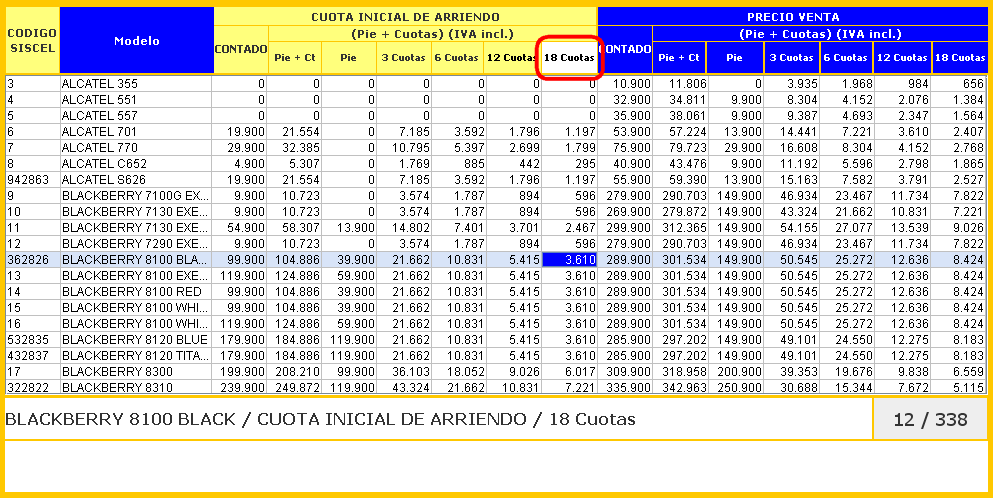 CUOTA INICIAL DE ARRIENDO PRECIO VENTA
CODIGO SISCEL Modelo CONTADO (Pie + Cuotas) (IVA incl.) CONTADO (Pie + Cuotas) (IVA incl.)
Pie + Ct Pie 3 Cuotas 6 Cuotas 12 Cuotas 18 Cuotas Pie + Ct Pie 3 Cuotas 6 Cuotas 12 Cuotas 18 Cuotas
3 ALCATEL 355 0 0 0 0 0 0 0 10.900 11.806 0 3.935 1.968 984 656
4 ALCATEL 551 0 0 0 0 0 0 0 32.900 34.811 9.900 8.304 4.152 2.076 1.384
5 ALCATEL 557 0 0 0 0 0 0 0 35.900 38.061 9.900 9.387 4.693 2.347 1.564
6 ALCATEL 701 19.900 21.554 0 7.185 3.592 1.796 1.197 53.900 57.224 13.900 14.441 7.221 3.610 2.407
7 ALCATEL 770 29.900 32.385 0 10.795 5.397 2.699 1.799 75.900 79.723 29.900 16.608 8.304 4.152 2.768
8 ALCATEL C652 4.900 5.307 0 1.769 885 442 295 40.900 43.476 9.900 11.192 5.596 2.798 1.865
942863 ALCATEL S626 19.900 21.554 0 7.185 3.592 1.796 1.197 55.900 59.390 13.900 15.163 7.582 3.791 2.527
9 BLACKBERRY 7100G EX... 9.900 10.723 0 3.574 1.787 894 596 279.900 290.703 149.900 46.934 23.467 11.734 7.822
10 BLACKBERRY 7130 EXE... 9.900 10.723 0 3.574 1.787 894 596 269.900 279.872 149.900 43.324 21.662 10.831 7.221
11 BLACKBERRY 7130 EXE... 54.900 58.307 13.900 14.802 7.401 3.701 2.467 299.900 312.365 149.900 54.155 27.077 13.539 9.026
12 BLACKBERRY 7290 EXE... 9.900 10.723 0 3.574 1.787 894 596 279.900 290.703 149.900 46.934 23.467 11.734 7.822
362826 BLACKBERRY 8100 BLA... 99.900 104.886 39.900 21.662 10.831 5.415 3.610 289.900 301.534 149.900 50.545 25.272 12.636 8.424
13 BLACKBERRY 8100 EXE... 119.900 124.886 59.900 21.662 10.831 5.415 3.610 289.900 301.534 149.900 50.545 25.272 12.636 8.424
14 BLACKBERRY 8100 RED 99.900 104.886 39.900 21.662 10.831 5.415 3.610 289.900 301.534 149.900 50.545 25.272 12.636 8.424
15 BLACKBERRY 8100 WHI... 99.900 104.886 39.900 21.662 10.831 5.415 3.610 289.900 301.534 149.900 50.545 25.272 12.636 8.424
16 BLACKBERRY 8100 WHI... 119.900 124.886 59.900 21.662 10.831 5.415 3.610 289.900 301.534 149.900 50.545 25.272 12.636 8.424
532835 BLACKBERRY 8120 BLUE 179.900 184.886 119.900 21.662 10.831 5.415 3.610 285.900 297.202 149.900 49.101 24.550 12.275 8.183
432837 BLACKBERRY 8120 TITA... 179.900 184.886 119.900 21.662 10.831 5.415 3.610 285.900 297.202 149.900 49.101 24.550 12.275 8.183
17 BLACKBERRY 8300 199.900 208.210 99.900 36.103 18.052 9.026 6.017 309.900 318.958 200.900 39.353 19.676 9.838 6.559
322822 BLACKBERRY 8310 239.900 249.872 119.900 43.324 21.662 10.831 7.221 335.900 342.963 250.900 30.688 15.344 7.672 5.115
BLACKBERRY 8100 BLACK / CUOTA INICIAL DE ARRIENDO / 18 Cuotas 12 / 338